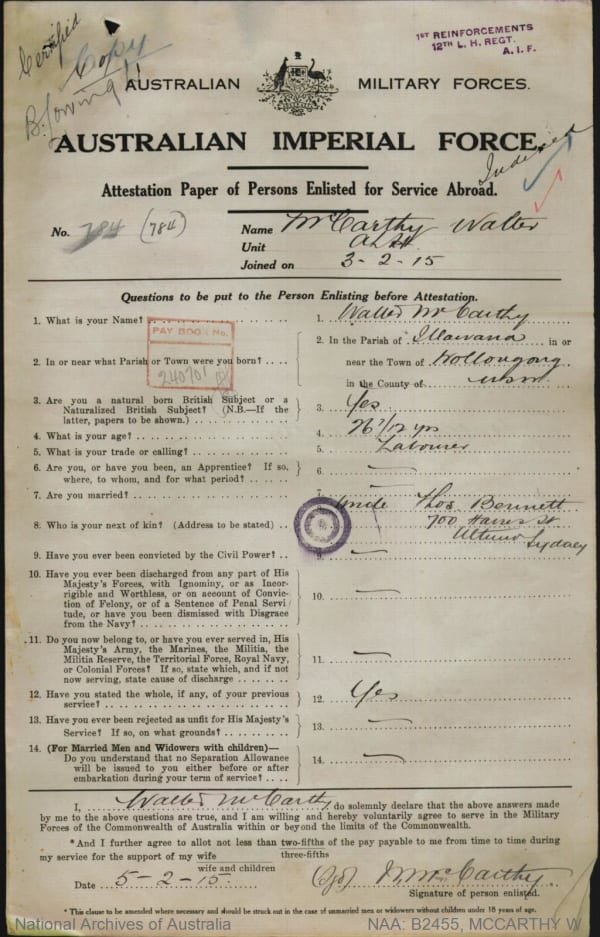 Certified
Copy
1ST REINFORCEMENTS
12TH L. H. REGT.
A. I. F.
AUSTRALIAN MILITARY FORCES.
AUSTRALIAN IMPERIAL FORCE.
Indexed
Attestation Paper of Persons Enlisted for Service Abroad.
No. 784 (784)
Name McCarthy Walter
Unit
Joined on 3-2-15
Questions to be put to the Person Enlisting before Attestation.
1. What is your Name?
1. Walter McCarthy
PAY BOOK No.
240701
2. In or near what Parish or Town were you born?
2. In the Parish of Illawarra in or
near the Town of Wollongong
in the County of NSW
3. Are you a natural born British Subject or a
Naturalized British Subject? (N.B.—If the
latter, papers to be shown.)
3. Yes
4. What is your age?
4. 26 7/12 yrs
5. What is your trade or calling?
5. Labourer
6. Are you, or have you been, an Apprentice? If so,
where, to whom, and for what period?
6. —
7. Are you married?
7.
8. Who is your next of kin? (Address to be stated)
Uncle Thos Bennett
700 Harris St
Ultimo Sydney
9. Have you ever been convicted by the Civil Power?
9. —
10. Have you ever been discharged from any part of His
Majesty's Forces, with Ignominy, or as Incor-
rigible and Worthless, or on account of Convic-
tion of Felony, or of a Sentence of Penal Servi
tude, or have you been dismissed with Disgrace
from the Navy?
10. —
11. Do you now belong to, or have you ever served in, His
Majesty's Army, the Marines, the Militia, the
Militia Reserve, the Territorial Force, Royal Navy,
or Colonial Forces? If so, state which, and if not
now serving, state cause of discharge
11. —
12. Have you stated the whole, if any, of your previous
service?
12. Yes
13. Have you ever been rejected as unfit for His Majesty's
Service? If so, on what grounds?
13. —
14. (For Married Men and Widowers with children)—
Do you understand that no Separation Allowance
will be issued to you either before or after
embarkation during your term of service?
14. —
I, Walter McCarthy do solemnly declare that the above answers made
by me to the above questions are true, and I am willing and hereby voluntarily agree to serve in the Military
Forces of the Commonwealth of Australia within or beyond the limits of the Commonwealth.
*And I further agree to allot not less than two-fifths of the pay payable to me from time to time during
three-fifths
my service for the support of my wife
wife and children
Date 5-2-15.
McCarthy
Signature of person enlisted.
* This clause to be amended where necessary and should be struck out in the case of unmarried men or widowers without children under 18 years of age.
National Archives of Australia
NAA: B2455, MCCARTHY W